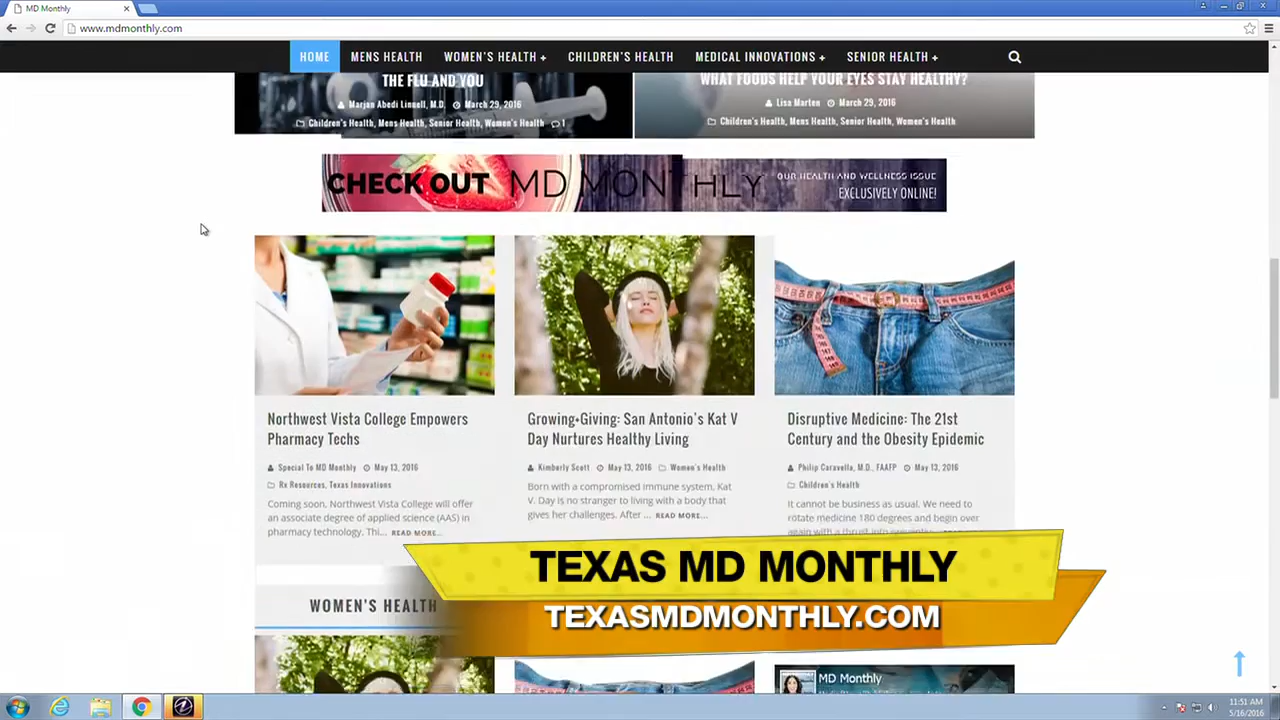 MD Monthly
www.mdmonthly.com
HOME MENS HEALTH WOMEN'S HEALTH + CHILDREN'S HEALTH MEDICAL INNOVATIONS + SENIOR HEALTH +
THE FLU AND YOU
Marjan Abedi Linnell, M.D. March 29, 2016
Children's Health, Mens Health, Senior Health, Women's Health 1
WHAT FOODS HELP YOUR EYES STAY HEALTHY?
Lisa Marten March 29, 2016
Children's Health, Mens Health, Senior Health, Women's Health
CHECK OUT MD MONTHLY
OUR HEALTH AND WELLNESS ISSUE
EXCLUSIVELY ONLINE!
Northwest Vista College Empowers
Pharmacy Techs
Special To MD Monthly May 13, 2016
Rx Resources, Texas Innovations
Coming soon, Northwest Vista College will offer
an associate degree of applied science (AAS) in
pharmacy technology. Thi... READ MORE...
Growing+Giving: San Antonio's Kat V
Day Nurtures Healthy Living
Kimberly Scott May 13, 2016 Women's Health
Born with a compromised immune system, Kat
V. Day is no stranger to living with a body that
gives her challenges. After ... READ MORE...
Disruptive Medicine: The 21st
Century and the Obesity Epidemic
Philip Caravella, M.D., FAAFP May 13, 2016
Children's Health
It cannot be business as usual. We need to
rotate medicine 180 degrees and begin over
again with a thrust into
TEXAS MD MONTHLY
TEXASMDMONTHLY.COM
WOMEN'S HEALTH
MD Monthly
11:51 AM
5/16/2016